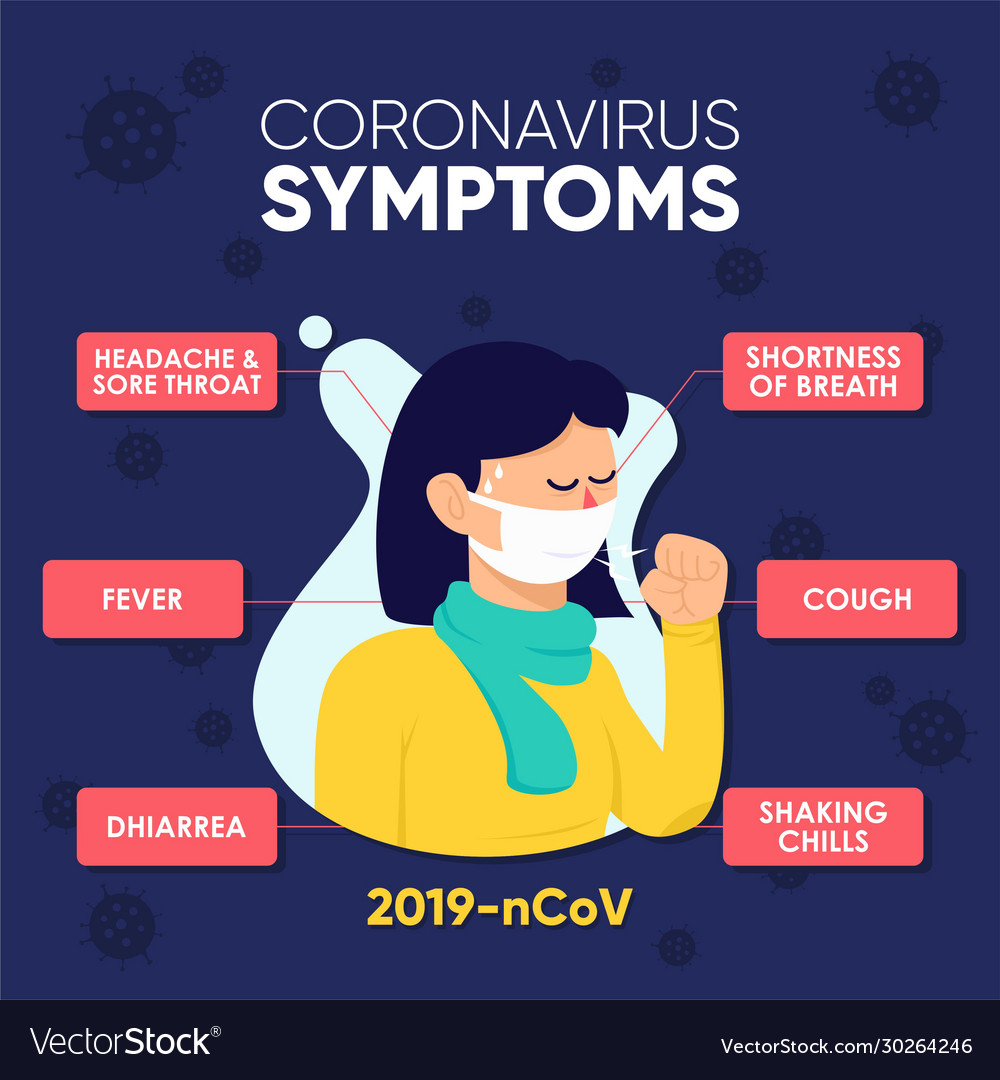 CORONAVIRUS
SYMPTOMS
HEADACHE &
SORE THROAT
SHORTNESS
OF BREATH
FEVER
COUGH
DHIARREA
SHAKING
CHILLS
2019-nCoV
VectorStock®
VectorStock.com/30264246